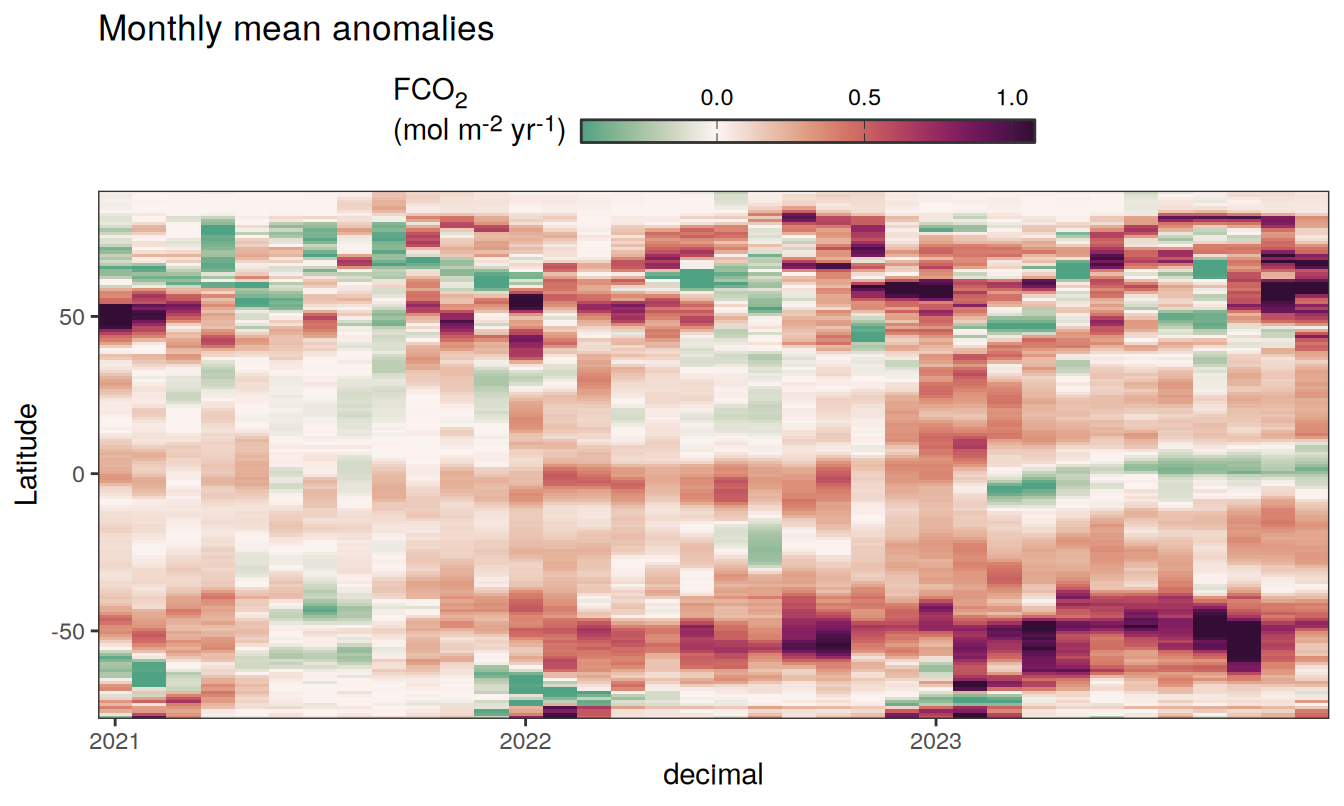 Monthly mean anomalies
FCO₂
(mol m⁻² yr⁻¹)
0.0 0.5 1.0
Latitude
50
0
-50
2021 2022 2023
decimal